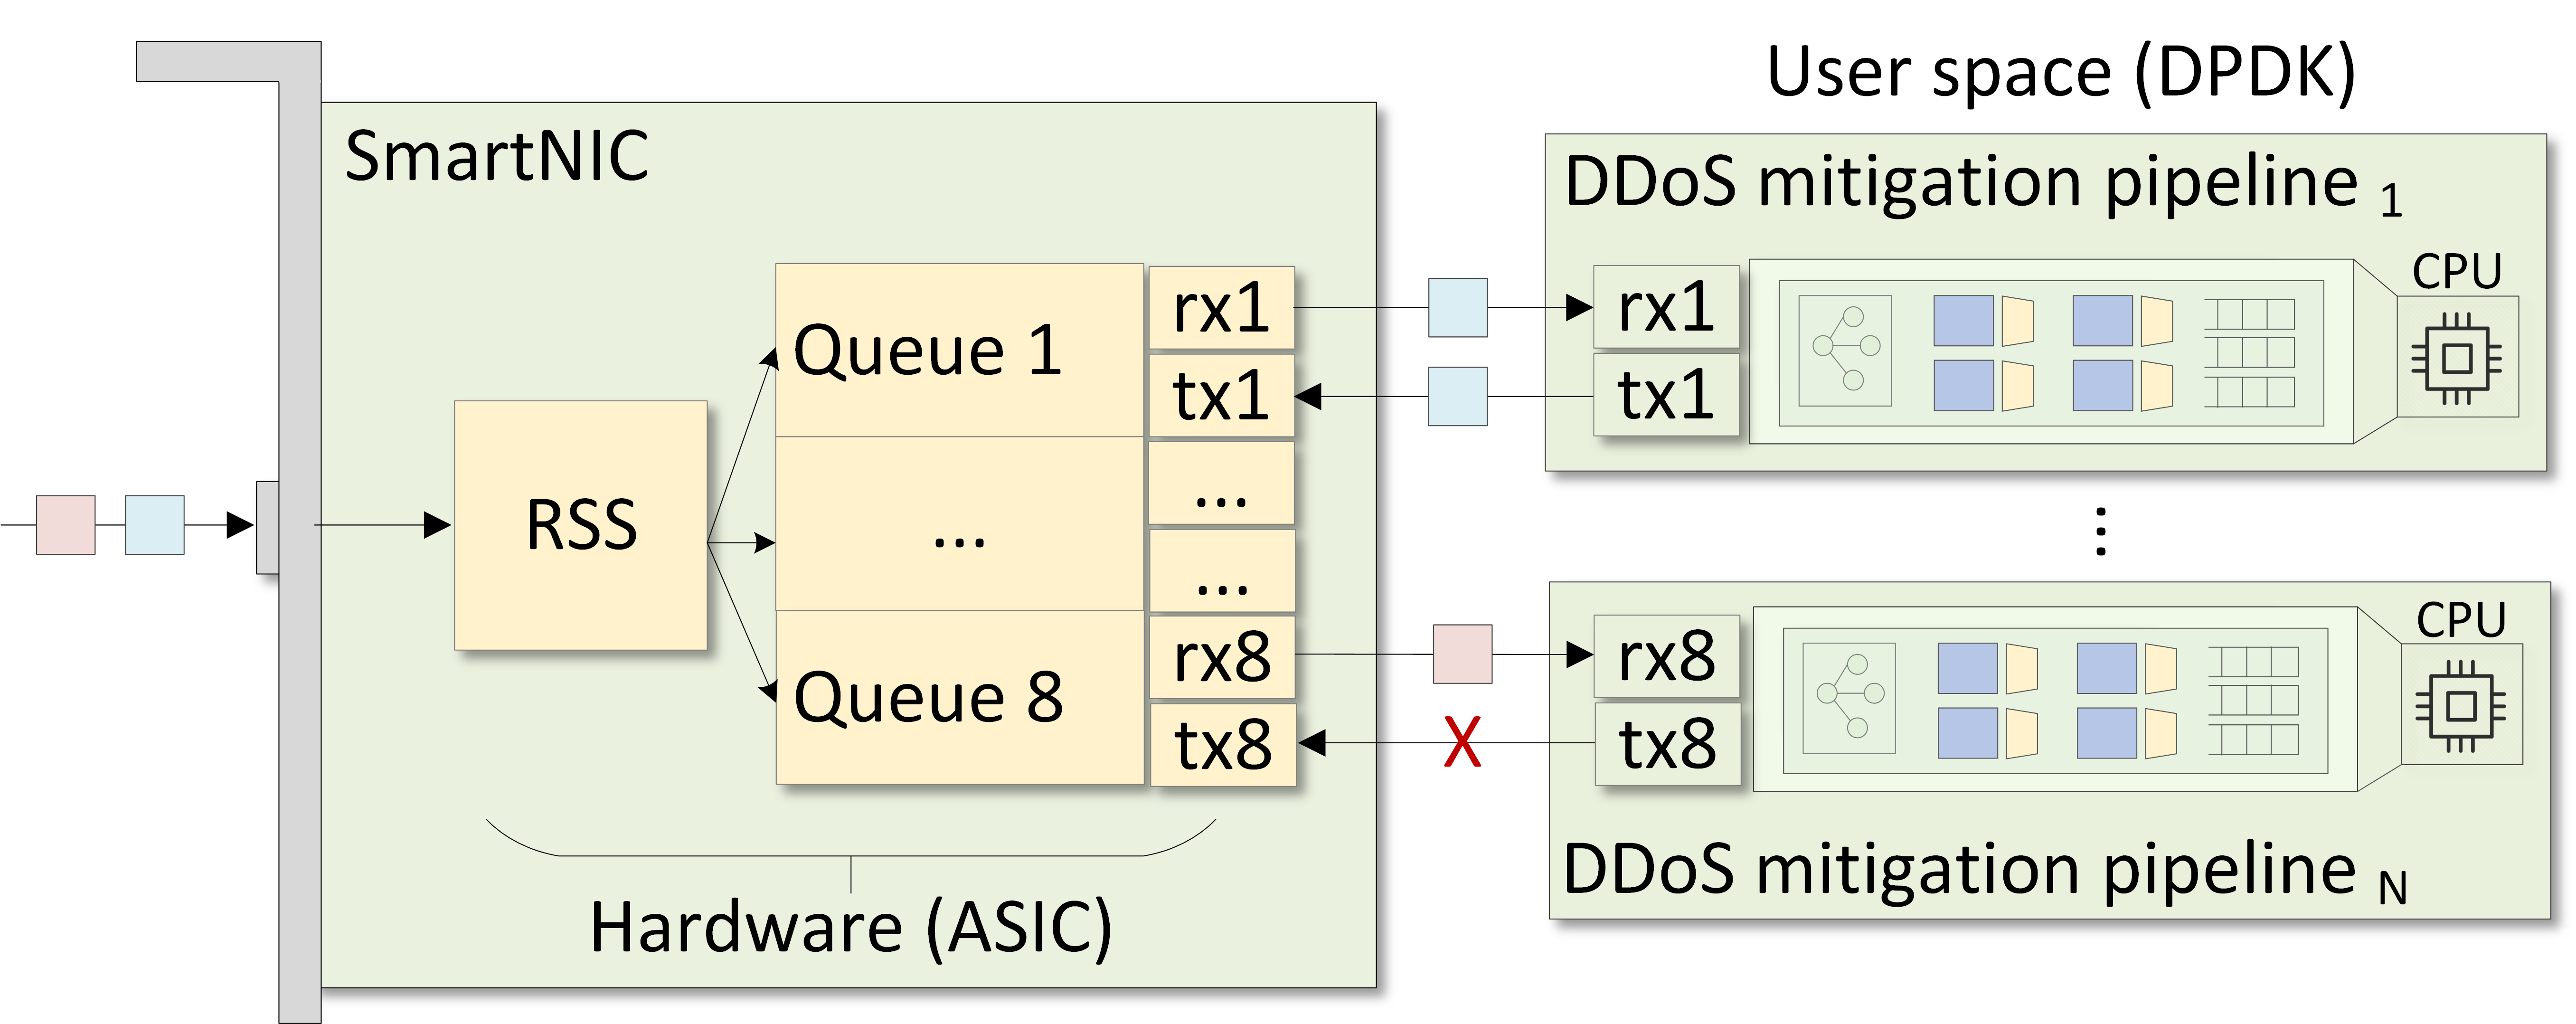 User space (DPDK)
SmartNIC
DDoS mitigation pipeline 1
CPU
RSS
Queue 1
...
Queue 8
rx1
tx1
...
...
rx8
tx8
rx1
tx1
⋮
X
rx8
tx8
CPU
DDoS mitigation pipeline N
Hardware (ASIC)